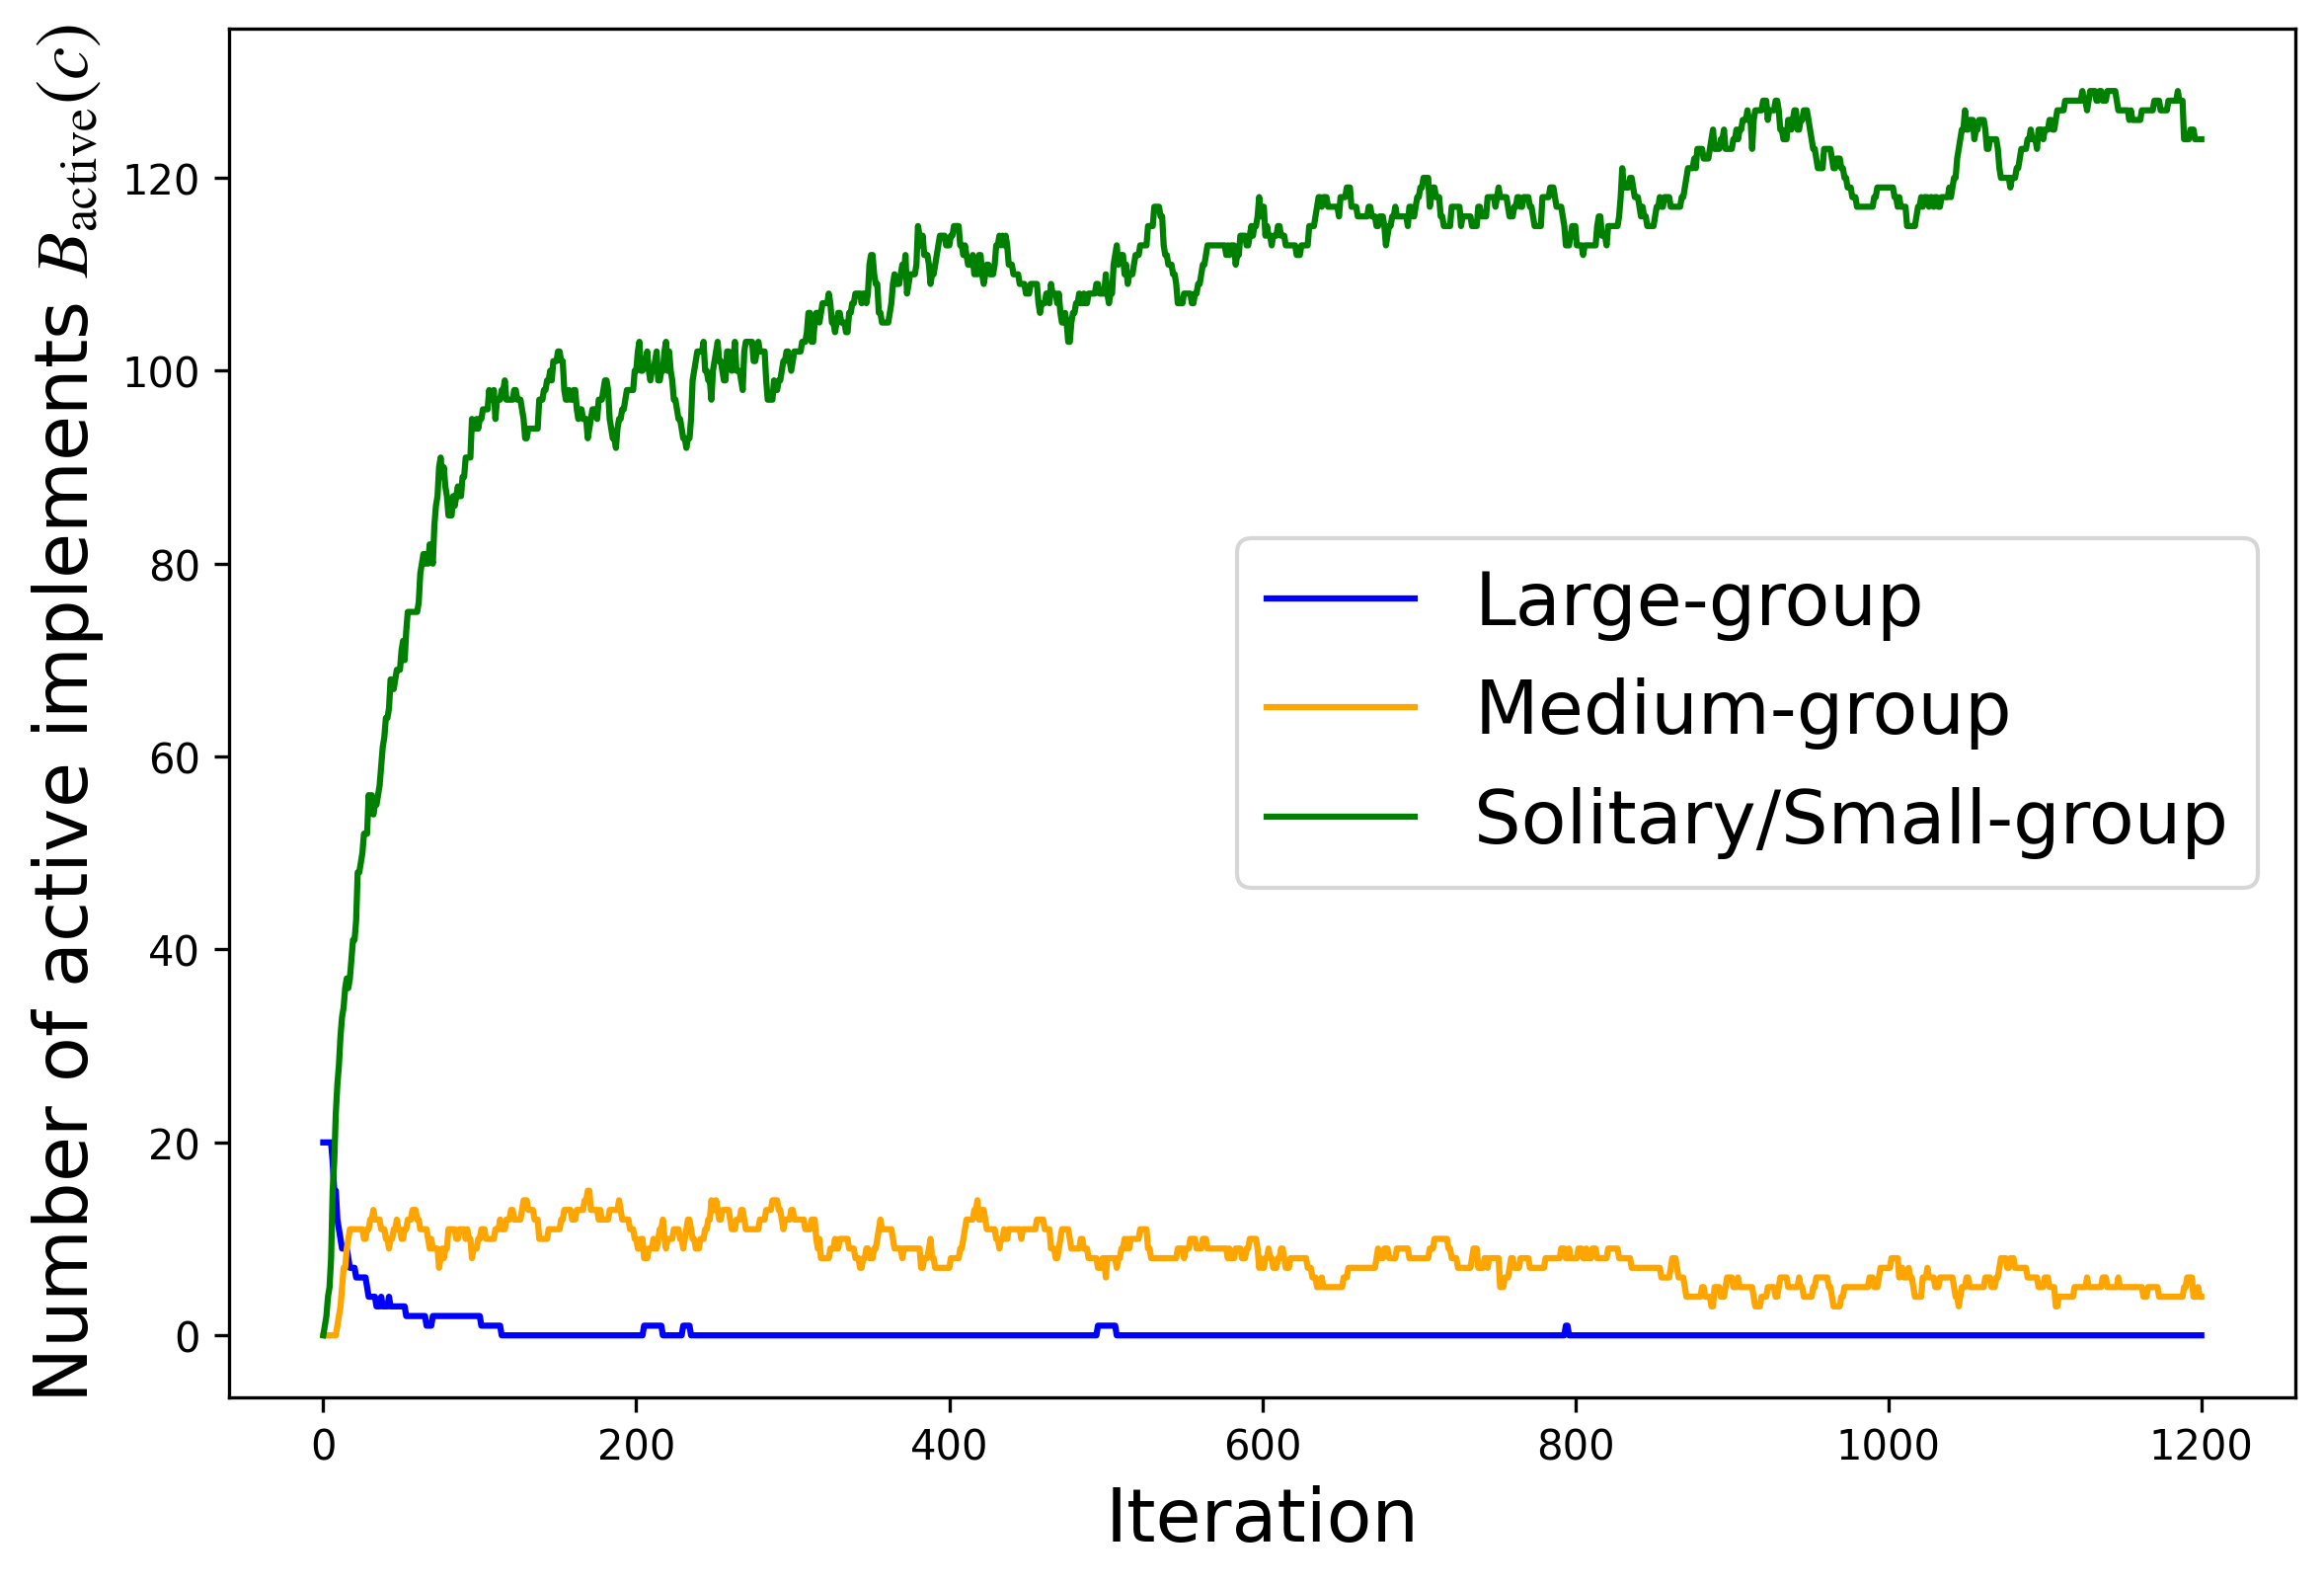 Number of active implements B_active(c)
120
100
80
60
40
20
0
Large-group
Medium-group
Solitary/Small-group
0 200 400 600 800 1000 1200
Iteration